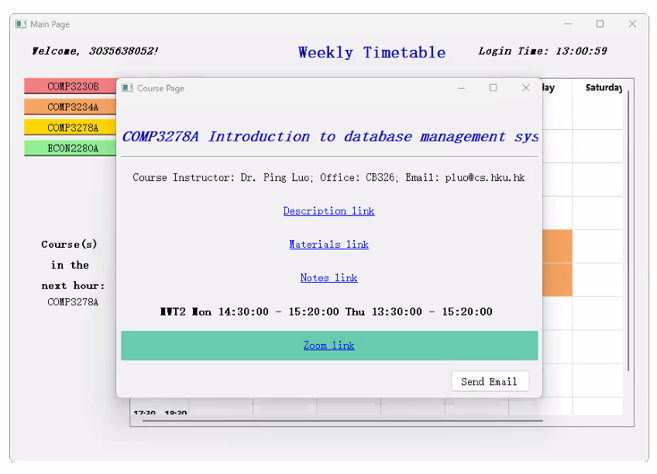 Main Page
Welcome, 3035638052!
Weekly Timetable
Login Time: 13:00:59
COMP3230B
COMP3234A
COMP3278A
ECON2280A
Course(s)
in the
next hour:
COMP3278A
Saturday
Course Page
COMP3278A Introduction to database management sys
Course Instructor: Dr. Ping Luo; Office: CB326; Email: pluo@cs.hku.hk
Description link
Materials link
Notes link
MWT2 Mon 14:30:00 - 15:20:00 Thu 13:30:00 - 15:20:00
Zoom link
Send Email
17:30 18:30